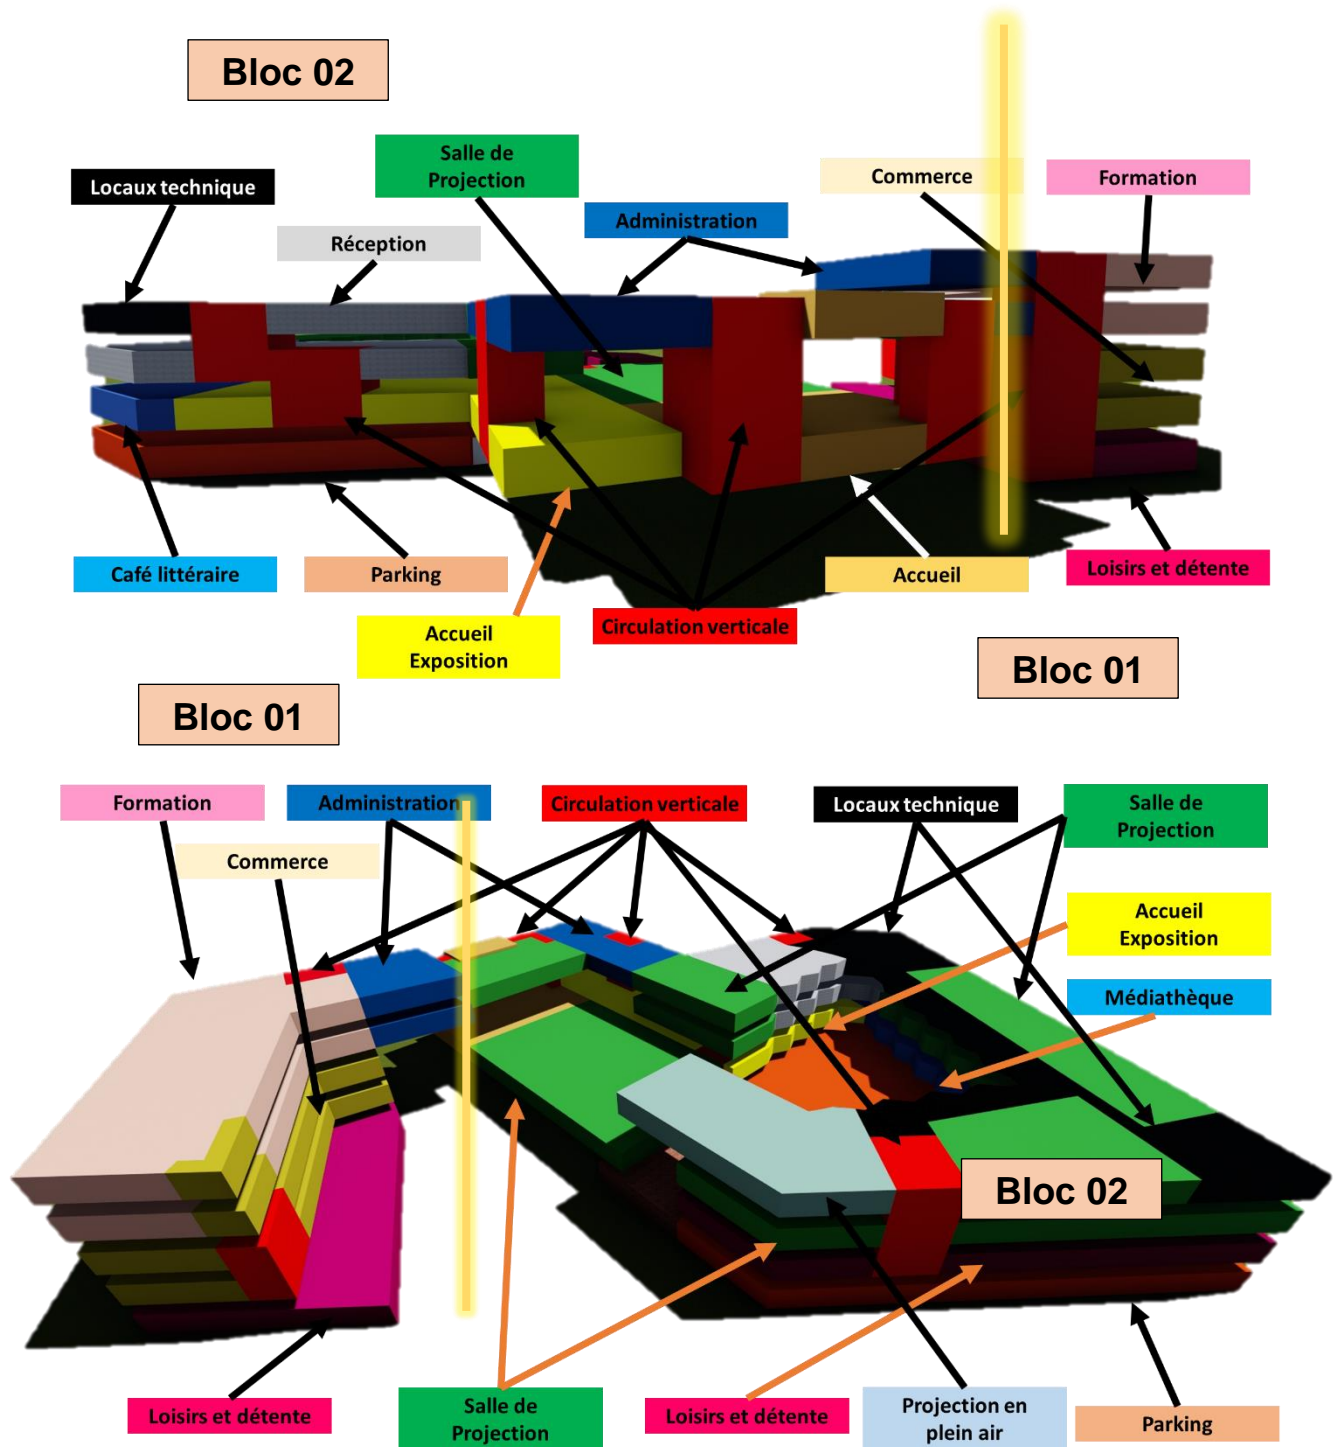 Bloc 02
Salle de
Projection
Commerce
Formation
Locaux technique
Administration
Réception
Café littéraire
Parking
Accueil
Loisirs et détente
Accueil
Exposition
Circulation verticale
Bloc 01
Bloc 01
Formation
Administration
Circulation verticale
Locaux technique
Salle de
Projection
Commerce
Accueil
Exposition
Médiathèque
Bloc 02
Loisirs et détente
Salle de
Projection
Loisirs et détente
Projection en
plein air
Parking